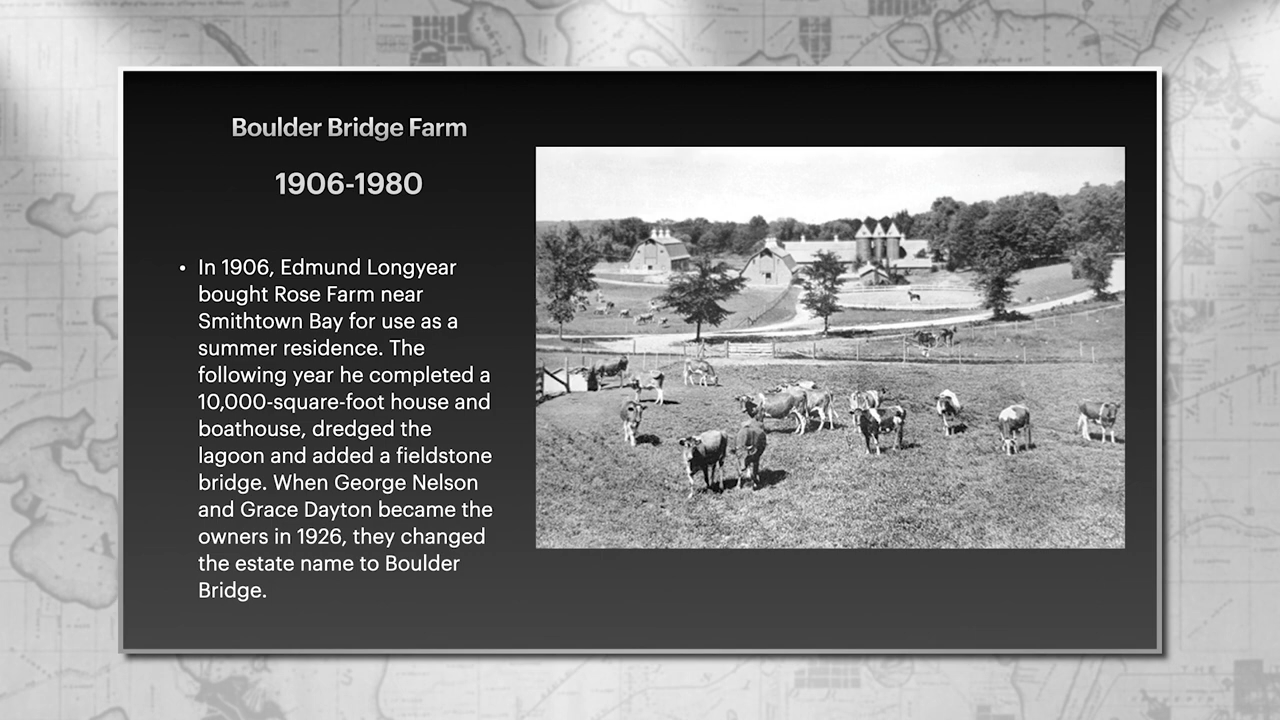 Boulder Bridge Farm
1906-1980
• In 1906, Edmund Longyear
bought Rose Farm near
Smithtown Bay for use as a
summer residence. The
following year he completed a
10,000-square-foot house and
boathouse, dredged the
lagoon and added a fieldstone
bridge. When George Nelson
and Grace Dayton became the
owners in 1926, they changed
the estate name to Boulder
Bridge.